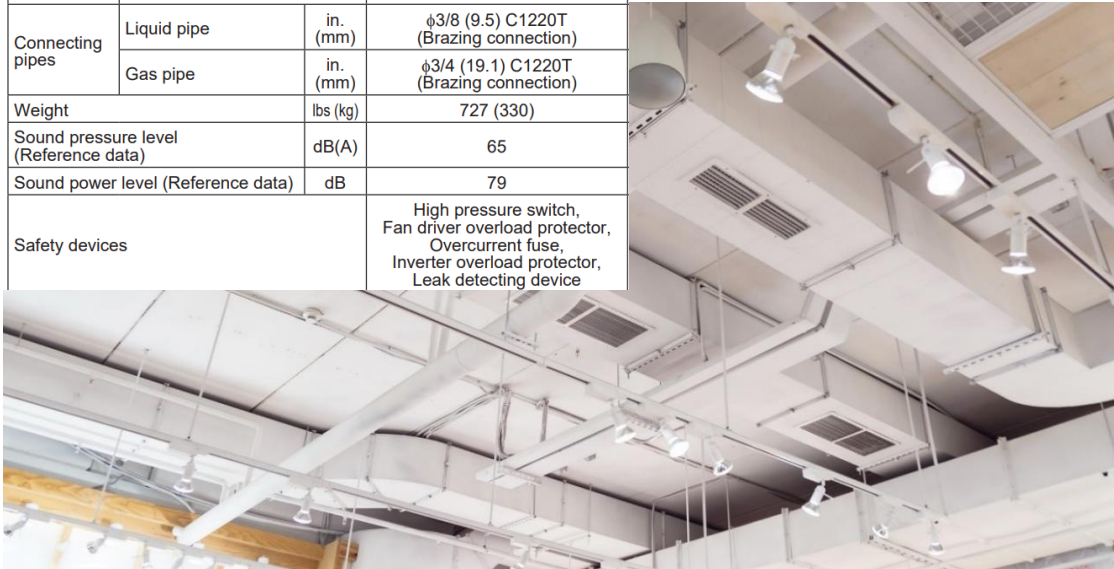 Connecting
pipes
Liquid pipe
in.
(mm)
ϕ3/8 (9.5) C1220T
(Brazing connection)
Gas pipe
in.
(mm)
ϕ3/4 (19.1) C1220T
(Brazing connection)
Weight
lbs (kg)
727 (330)
Sound pressure level
(Reference data)
dB(A)
65
Sound power level (Reference data)
dB
79
Safety devices
High pressure switch,
Fan driver overload protector,
Overcurrent fuse,
Inverter overload protector,
Leak detecting device